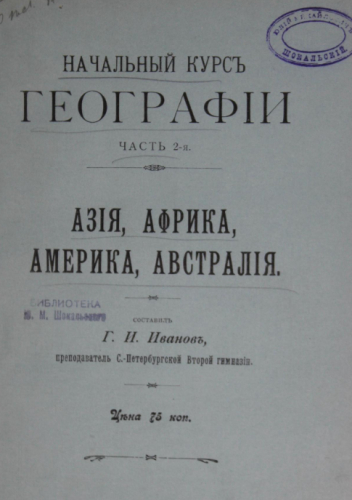 НАЧАЛЬНЫЙ КУРСЪ
ГЕОГРАФІИ
ЧАСТЬ 2-я.
АЗІЯ, АФРИКА,
АМЕРИКА, АВСТРАЛІЯ.
СОСТАВИЛЪ
Г. И. Ивановъ,
преподаватель С.-Петербургской Второй гимназіи.
БИБЛИОТЕКА
Ю. М. Шокальского
Цѣна 75 коп.
ШОКАЛЬСКІЙ